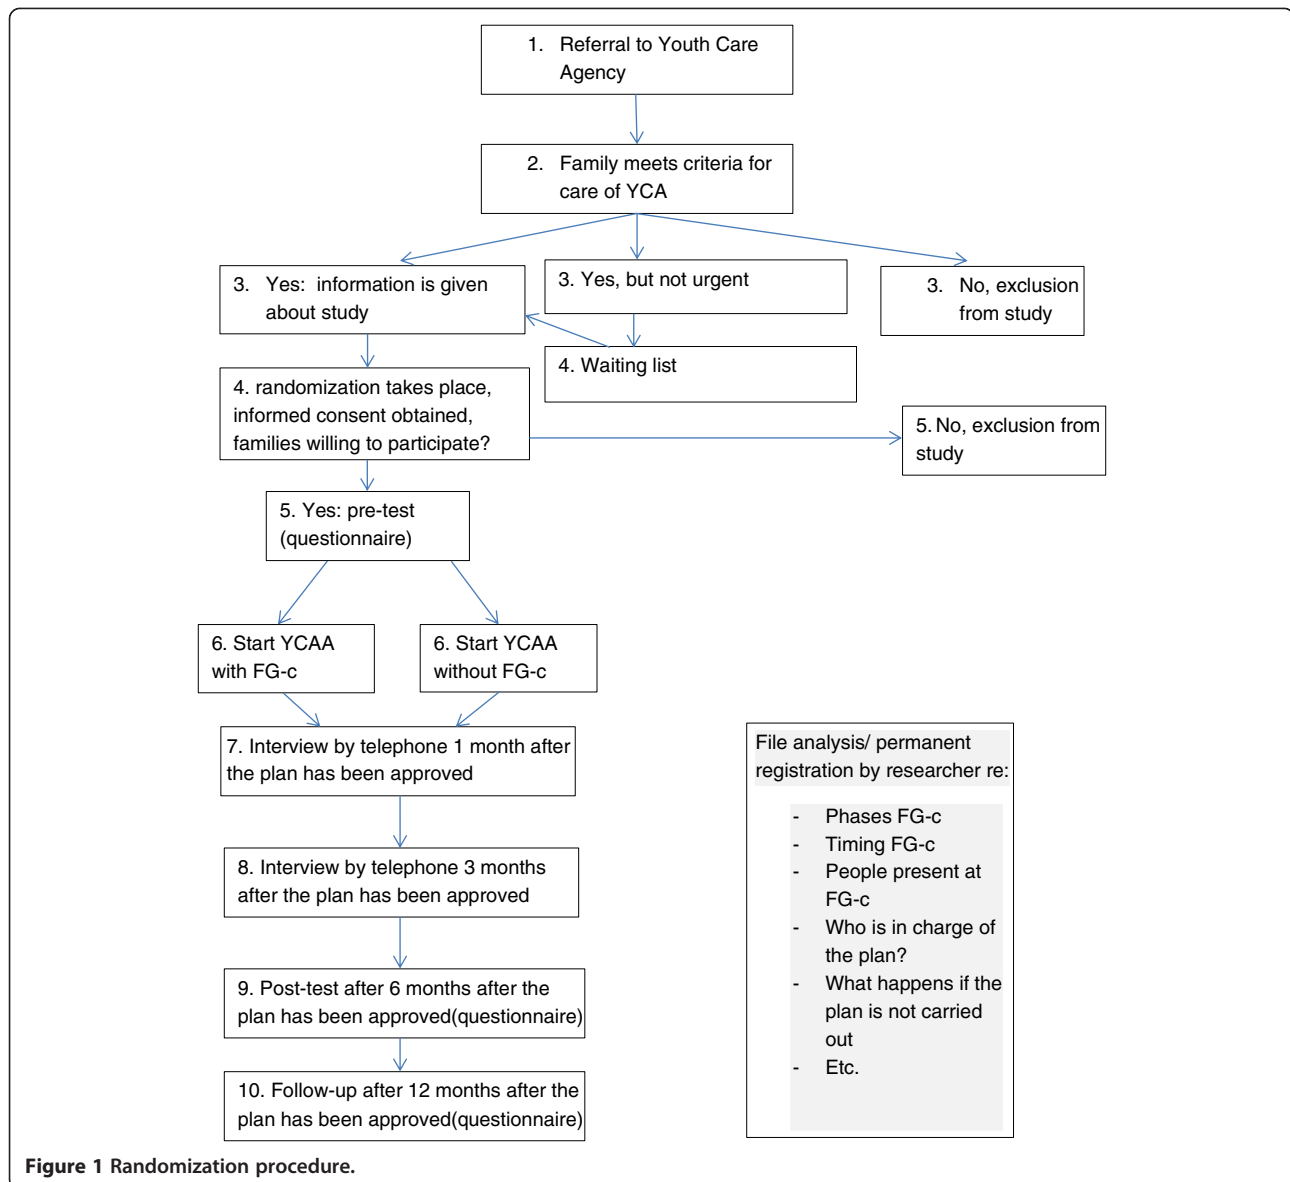 1. Referral to Youth Care
Agency
2. Family meets criteria for
care of YCA
3. Yes: information is given
about study
3. Yes, but not urgent
3. No, exclusion
from study
4. Waiting list
4. randomization takes place,
informed consent obtained,
families willing to participate?
5. No, exclusion from
study
5. Yes: pre-test
(questionnaire)
6. Start YCAA
with FG-c
6. Start YCAA
without FG-c
7. Interview by telephone 1 month after
the plan has been approved
8. Interview by telephone 3 months
after the plan has been approved
9. Post-test after 6 months after the
plan has been approved(questionnaire)
10. Follow-up after 12 months after the
plan has been approved(questionnaire)
File analysis/ permanent
registration by researcher re:
- Phases FG-c
- Timing FG-c
- People present at
FG-c
- Who is in charge of
the plan?
- What happens if the
plan is not carried
out
- Etc.
Figure 1 Randomization procedure.